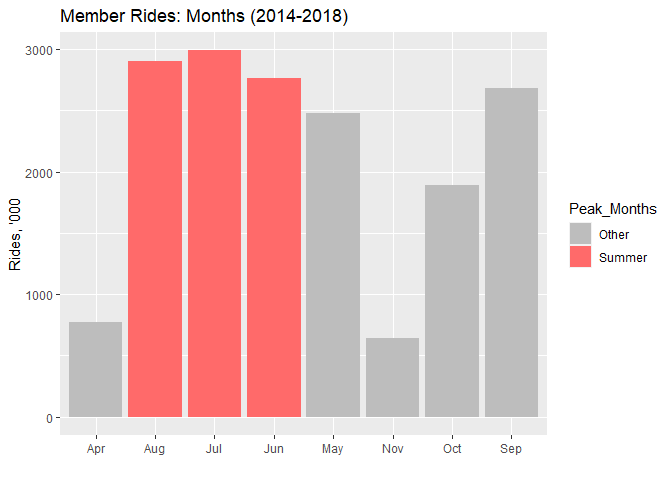 Member Rides: Months (2014-2018)
Rides, '000
3000
2000
1000
0
Apr Aug Jul Jun May Nov Oct Sep
Peak_Months
Other
Summer